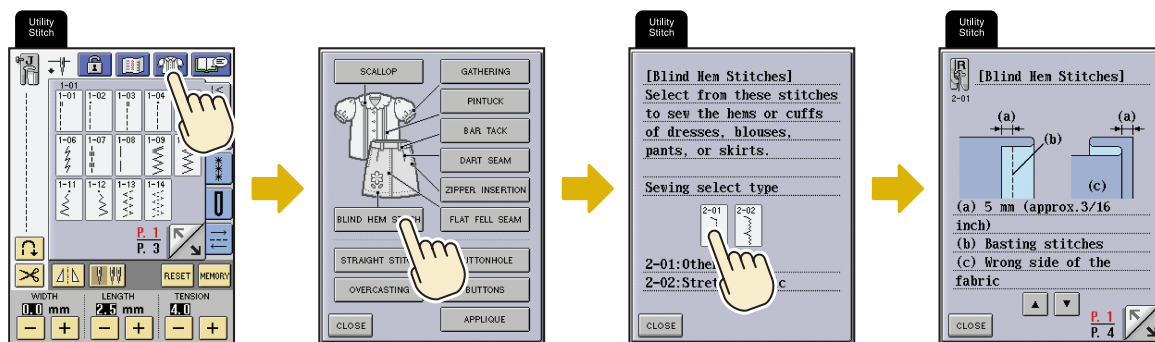 Utility
Stitch
J
1-01
1-01
1-02
1-03
1-04
1-06
1-07
1-08
1-09
1-11
1-12
1-13
1-14
P. 1
P. 3
RESET
MEMORY
WIDTH
LENGTH
TENSION
0.0 mm
2.5 mm
4.0
SCALLOP
GATHERING
PINTUCK
BAR TACK
DART SEAM
ZIPPER INSERTION
BLIND HEM
FLAT FELL SEAM
STRAIGHT
OVERCASTING
BUTTONS
APPLIQUE
CLOSE
Utility
Stitch
[Blind Hem Stitches]
Select from these stitches
to sew the hems or cuffs
of dresses, blouses,
pants, or skirts.
Sewing select type
2-01
2-02
2-01:
2-02:
CLOSE
Utility
Stitch
R
[Blind Hem Stitches]
2-01
(a)
(a)
(b)
(c)
(a) 5 mm (approx.3/16
inch)
(b) Basting stitches
(c) Wrong side of the
fabric
CLOSE
P. 1
P. 4